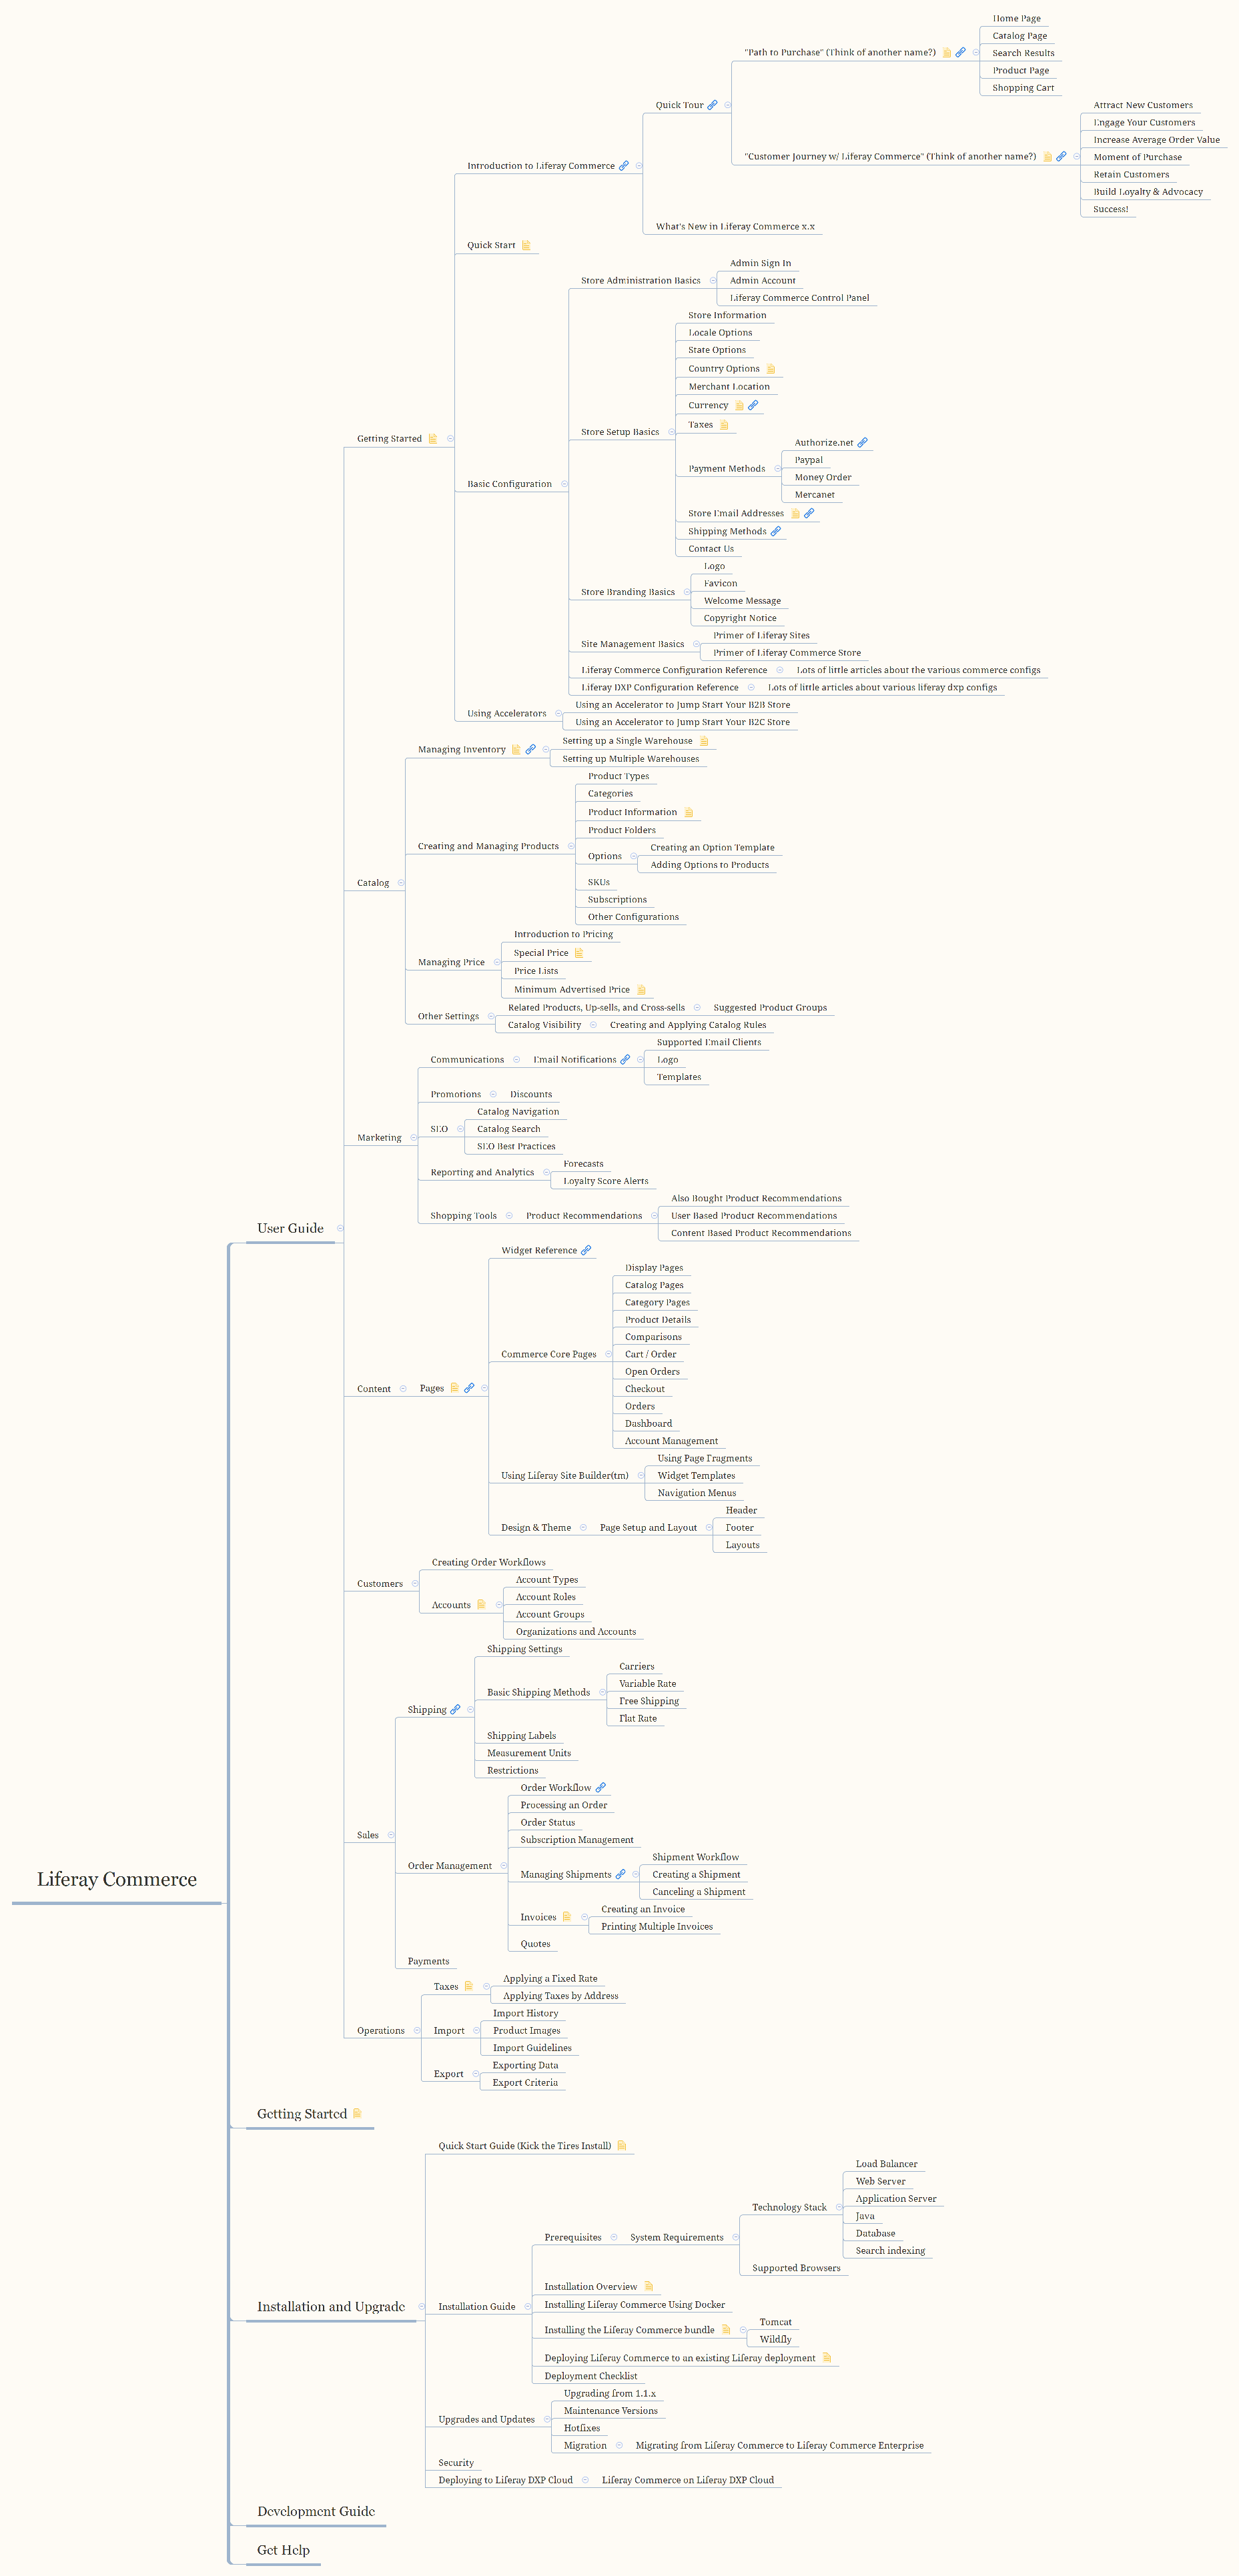 Home Page
Catalog Page
"Path to Purchase" (Think of another name?)
Search Results
Product Page
Shopping Cart
Quick Tour
Attract New Customers
Engage Your Customers
Increase Average Order Value
"Customer Journey w/ Liferay Commerce" (Think of another name?)
Moment of Purchase
Introduction to Liferay Commerce
Retain Customers
Build Loyalty & Advocacy
Success!
What's New in Liferay Commerce x.x
Quick Start
Admin Sign In
Store Administration Basics
Admin Account
Liferay Commerce Control Panel
Store Information
Locale Options
State Options
Country Options
Merchant Location
Currency
Taxes
Store Setup Basics
Getting Started
Authorize.net
Paypal
Payment Methods
Money Order
Basic Configuration
Mercanet
Store Email Addresses
Shipping Methods
Contact Us
Logo
Favicon
Store Branding Basics
Welcome Message
Copyright Notice
Primer of Liferay Sites
Site Management Basics
Primer of Liferay Commerce Store
Liferay Commerce Configuration Reference
Lots of little articles about the various commerce configs
Liferay DXP Configuration Reference
Lots of little articles about various liferay dxp configs
Using an Accelerator to Jump Start Your B2B Store
Using Accelerators
Using an Accelerator to Jump Start Your B2C Store
Setting up a Single Warehouse
Managing Inventory
Setting up Multiple Warehouses
Product Types
Categories
Product Information
Product Folders
Creating and Managing Products
Creating an Option Template
Options
Adding Options to Products
Catalog
SKUs
Subscriptions
Other Configurations
Introduction to Pricing
Special Price
Managing Price
Price Lists
Minimum Advertised Price
Related Products, Up-sells, and Cross-sells
Suggested Product Groups
Other Settings
Catalog Visibility
Creating and Applying Catalog Rules
Supported Email Clients
Communications
Email Notifications
Logo
Templates
Promotions
Discounts
Catalog Navigation
SEO
Catalog Search
Marketing
SEO Best Practices
Forecasts
Reporting and Analytics
Loyalty Score Alerts
Also Bought Product Recommendations
Shopping Tools
Product Recommendations
User Based Product Recommendations
User Guide
Content Based Product Recommendations
Widget Reference
Display Pages
Catalog Pages
Category Pages
Product Details
Comparisons
Commerce Core Pages
Cart / Order
Open Orders
Content
Pages
Checkout
Orders
Dashboard
Account Management
Using Page Fragments
Using Liferay Site Builder(tm)
Widget Templates
Navigation Menus
Header
Design & Theme
Page Setup and Layout
Footer
Layouts
Creating Order Workflows
Customers
Account Types
Account Roles
Accounts
Account Groups
Organizations and Accounts
Shipping Settings
Carriers
Variable Rate
Basic Shipping Methods
Free Shipping
Shipping
Flat Rate
Shipping Labels
Measurement Units
Restrictions
Order Workflow
Processing an Order
Order Status
Sales
Subscription Management
Shipment Workflow
Order Management
Managing Shipments
Creating a Shipment
Liferay Commerce
Canceling a Shipment
Creating an Invoice
Invoices
Printing Multiple Invoices
Quotes
Payments
Applying a Fixed Rate
Taxes
Applying Taxes by Address
Import History
Operations
Import
Product Images
Import Guidelines
Exporting Data
Export
Export Criteria
Getting Started
Quick Start Guide (Kick the Tires Install)
Load Balancer
Web Server
Application Server
Technology Stack
Java
Database
Prerequisites
System Requirements
Search indexing
Supported Browsers
Installation Overview
Installing Liferay Commerce Using Docker
Installation and Upgrade
Installation Guide
Tomcat
Installing the Liferay Commerce bundle
Wildfly
Deploying Liferay Commerce to an existing Liferay deployment
Deployment Checklist
Upgrading from 1.1.x
Maintenance Versions
Upgrades and Updates
Hotfixes
Migration
Migrating from Liferay Commerce to Liferay Commerce Enterprise
Security
Deploying to Liferay DXP Cloud
Liferay Commerce on Liferay DXP Cloud
Development Guide
Get Help